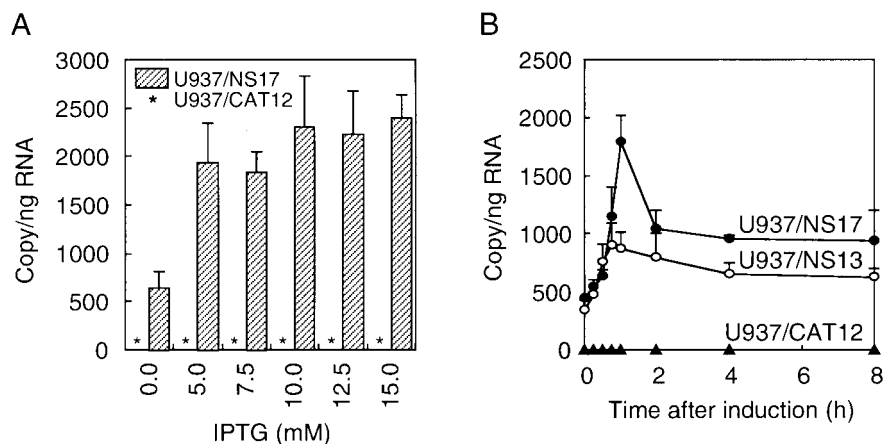 A
Copy/ng RNA
3000
2500
2000
1500
1000
500
0
U937/NS17
* U937/CAT12
* * * * * *
0.0 5.0 7.5 10.0 12.5 15.0
IPTG (mM)
B
Copy/ng RNA
2500
2000
1500
1000
500
0
U937/NS17
U937/NS13
U937/CAT12
0 2 4 6 8
Time after induction (h)